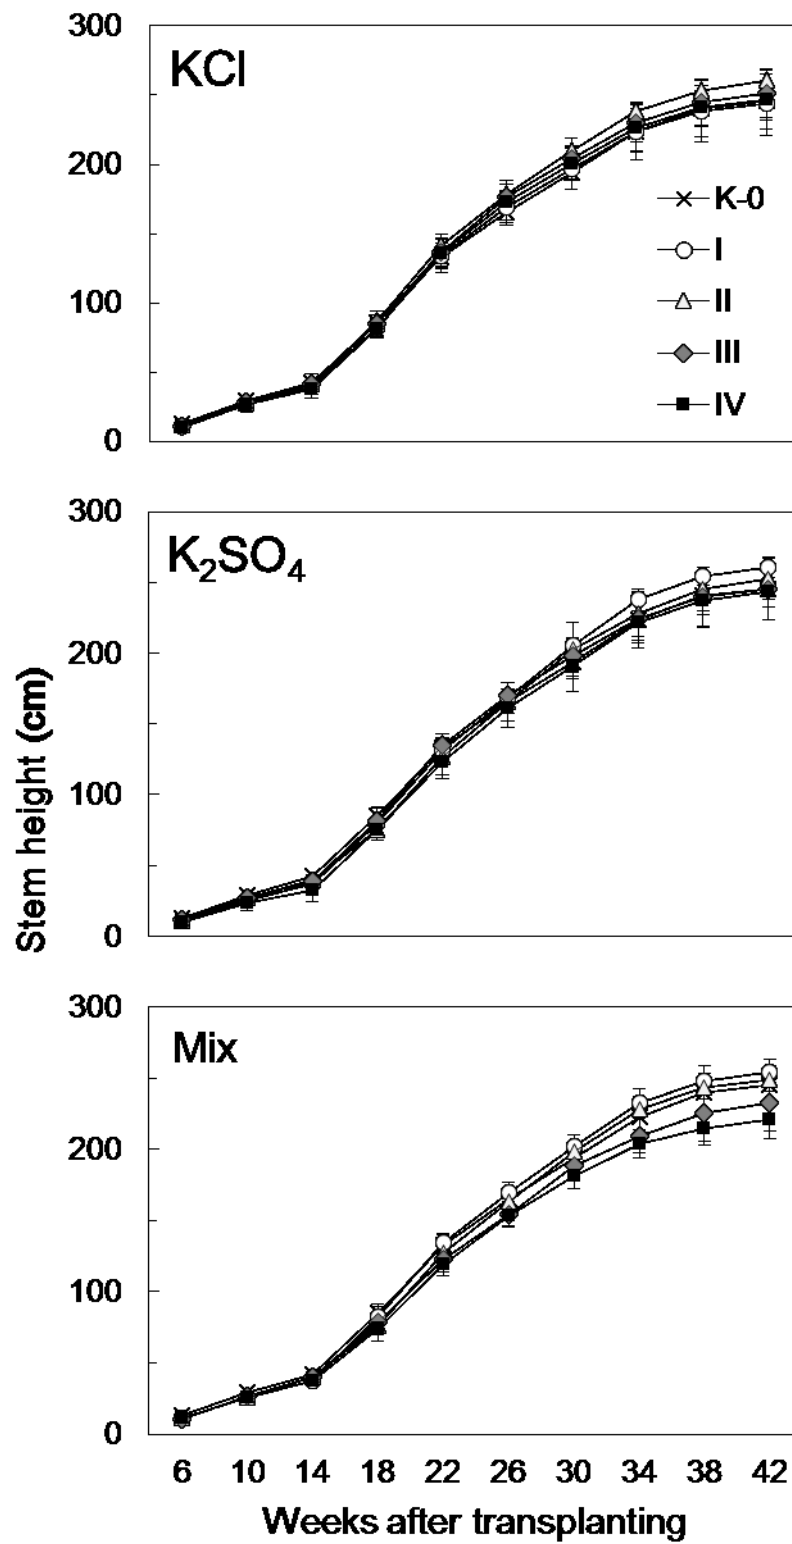 300
KCl
200
K-0
I
100
II
III
IV
0
300
K₂SO₄
200
100
0
Stem height (cm)
300
Mix
200
100
0
6 10 14 18 22 26 30 34 38 42
Weeks after transplanting